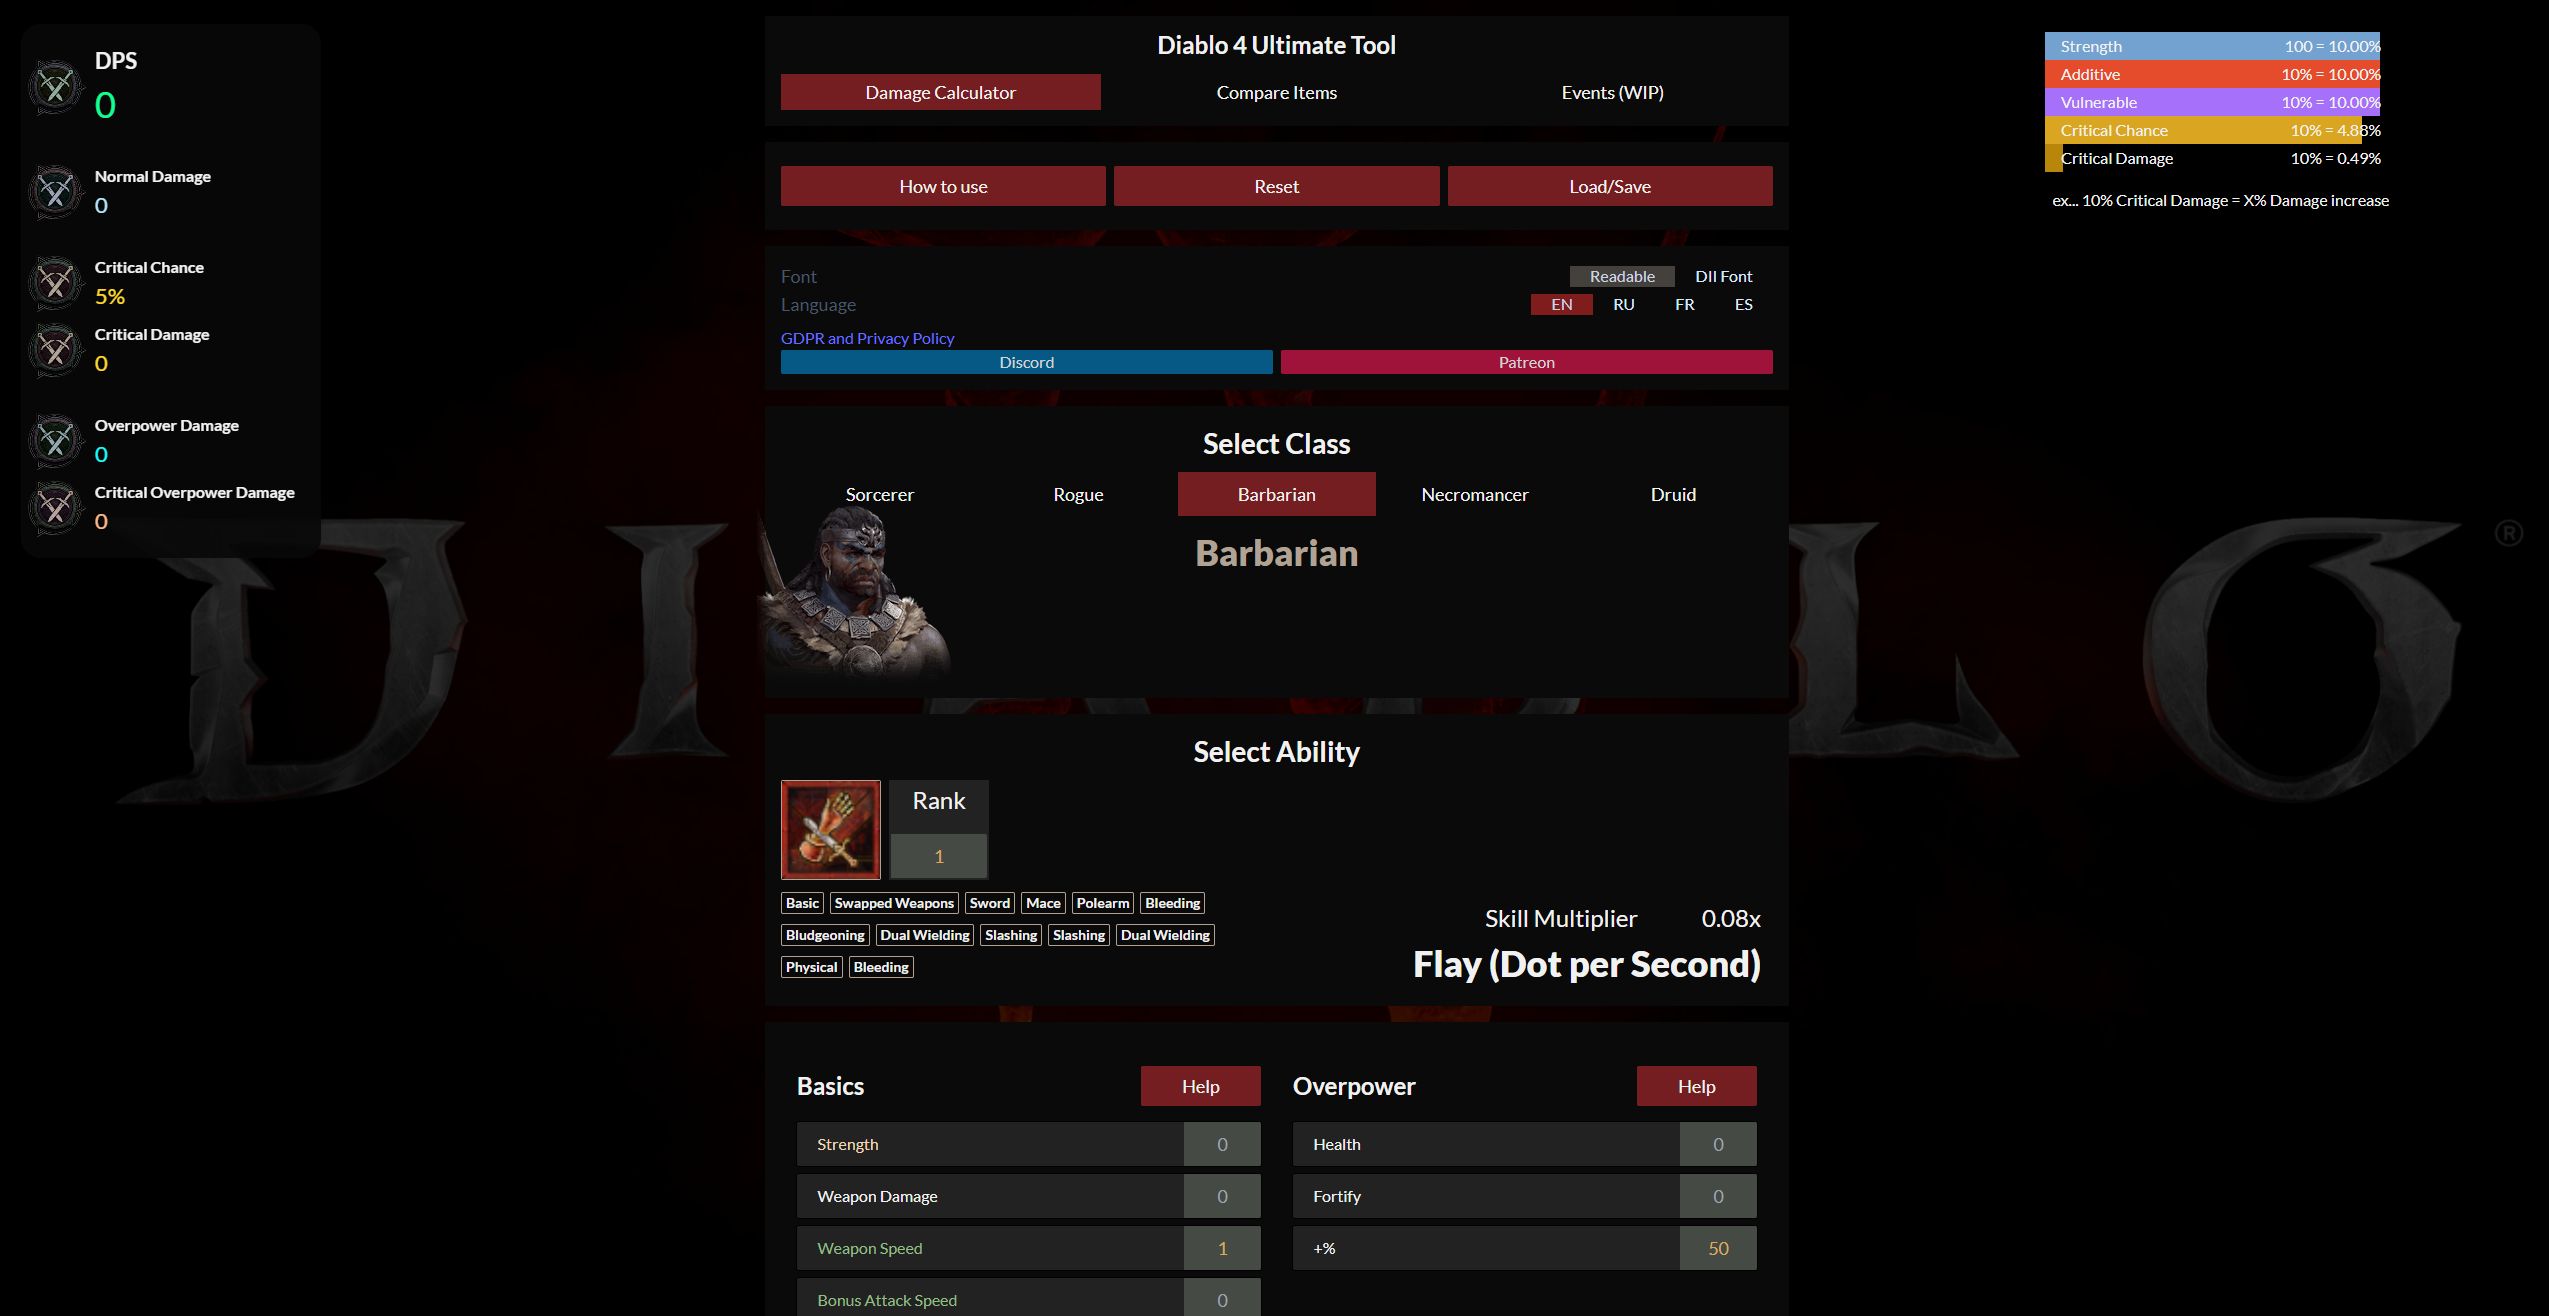 DPS
0
Normal Damage
0
Critical Chance
5%
Critical Damage
0
Overpower Damage
0
Critical Overpower Damage
0
Diablo 4 Ultimate Tool
Damage Calculator Compare Items Events (WIP)
How to use Reset Load/Save
Font Readable DII Font
Language EN RU FR ES
GDPR and Privacy Policy
Discord Patreon
Select Class
Sorcerer Rogue Barbarian Necromancer Druid
Barbarian
Select Ability
Rank
1
Basic Swapped Weapons Sword Mace Polearm Bleeding
Bludgeoning Dual Wielding Slashing Slashing Dual Wielding
Physical Bleeding
Skill Multiplier 0.08x
Flay (Dot per Second)
Basics Help
Strength 0
Weapon Damage 0
Weapon Speed 1
Bonus Attack Speed 0
Overpower Help
Health 0
Fortify 0
+% 50
Strength 100 = 10.00%
Additive 10% = 10.00%
Vulnerable 10% = 10.00%
Critical Chance 10% = 4.88%
Critical Damage 10% = 0.49%
ex... 10% Critical Damage = X% Damage increase
DI LO ®